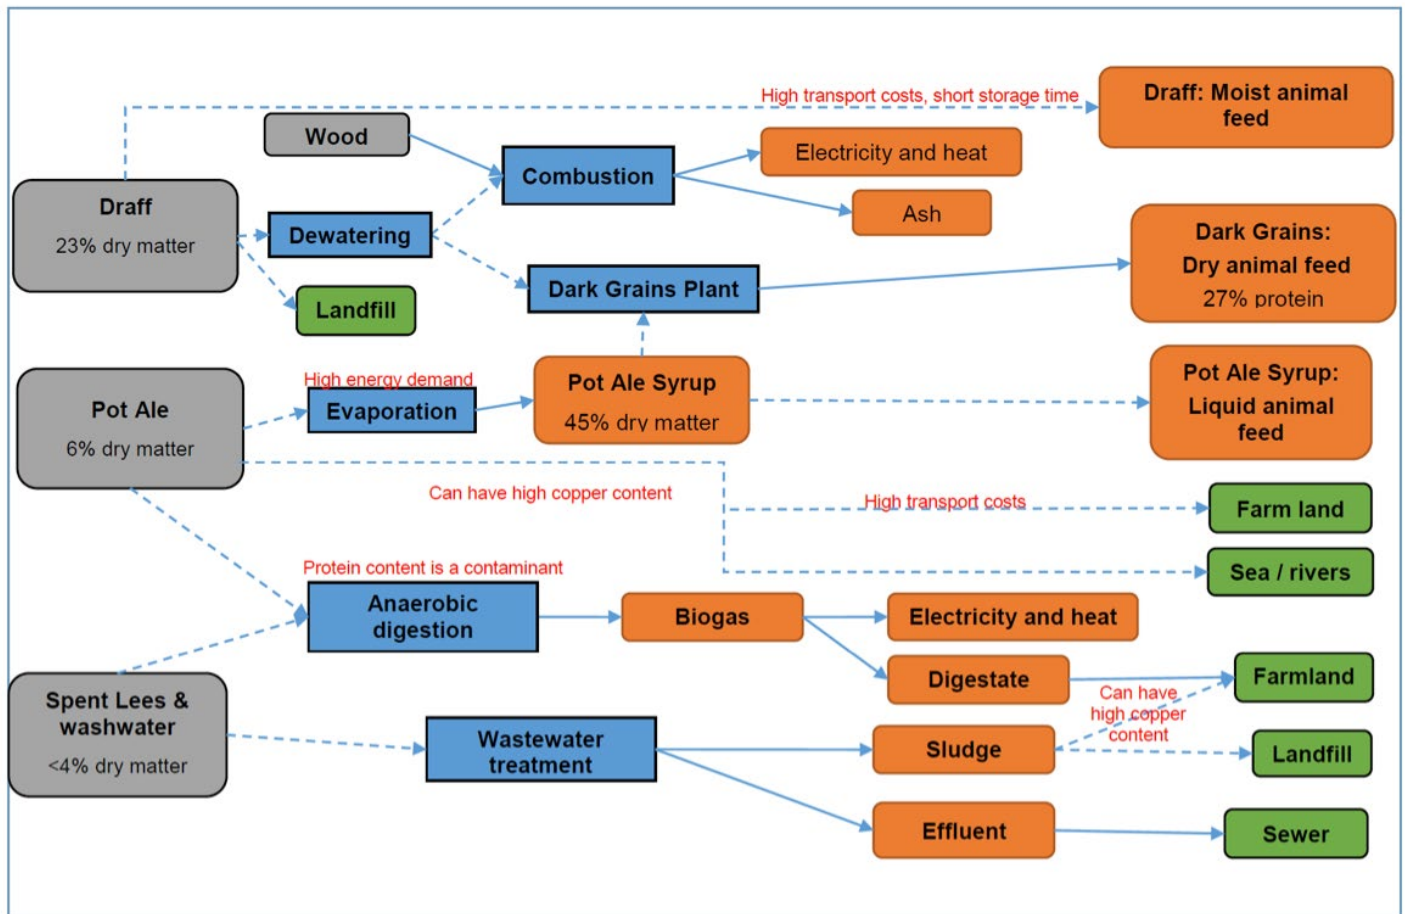 High transport costs, short storage time
Draft: Moist animal
feed
Wood
Electricity and heat
Combustion
Draff
23% dry matter
Ash
Dewatering
Dark Grains:
Dry animal feed
27% protein
Dark Grains Plant
Landfill
High energy demand
Pot Ale Syrup
45% dry matter
Pot Ale Syrup:
Liquid animal
feed
Pot Ale
6% dry matter
Evaporation
Can have high copper content
High transport costs
Farm land
Protein content is a contaminant
Sea / rivers
Anaerobic
digestion
Biogas
Electricity and heat
Digestate
Farmland
Can have
high copper
content
Spent Lees &
washwater
<4% dry matter
Wastewater
treatment
Sludge
Landfill
Effluent
Sewer